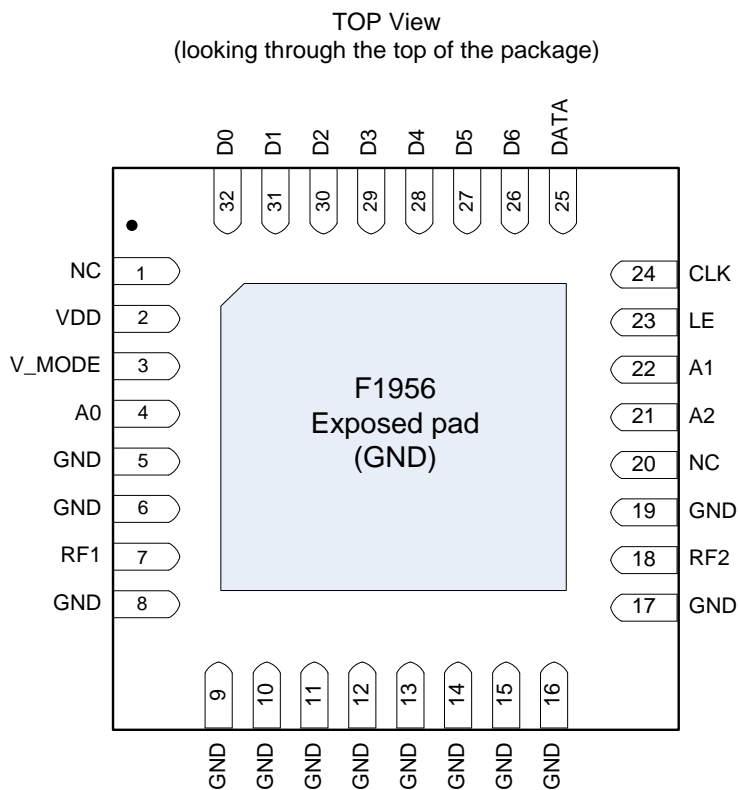 TOP View
(looking through the top of the package)
D0 D1 D2 D3 D4 D5 D6 DATA
32 31 30 29 28 27 26 25
NC 1
VDD 2
V_MODE 3
A0 4
GND 5
GND 6
RF1 7
GND 8
F1956
Exposed pad
(GND)
24 CLK
23 LE
22 A1
21 A2
20 NC
19 GND
18 RF2
17 GND
9 10 11 12 13 14 15 16
GND GND GND GND GND GND GND GND